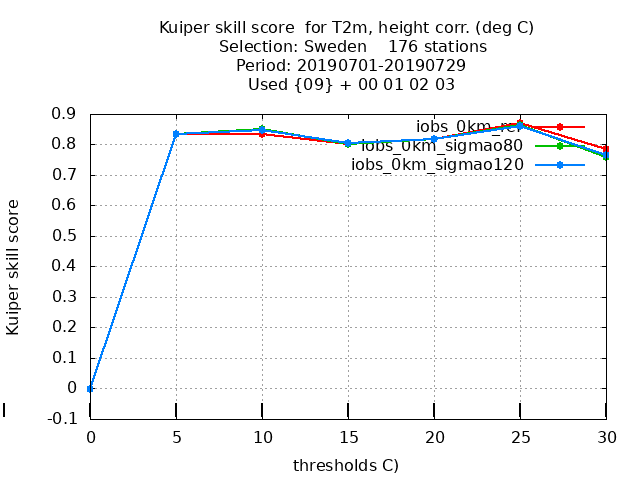 Kuiper skill score for T2m, height corr. (deg C)
Selection: Sweden 176 stations
Period: 20190701-20190729
Used {09} + 00 01 02 03
Kuiper skill score
0.9
0.8
0.7
0.6
0.5
0.4
0.3
0.2
0.1
0
-0.1
iobs_0km_ref
iobs_0km_sigmao80
iobs_0km_sigmao120
0 5 10 15 20 25 30
thresholds C)